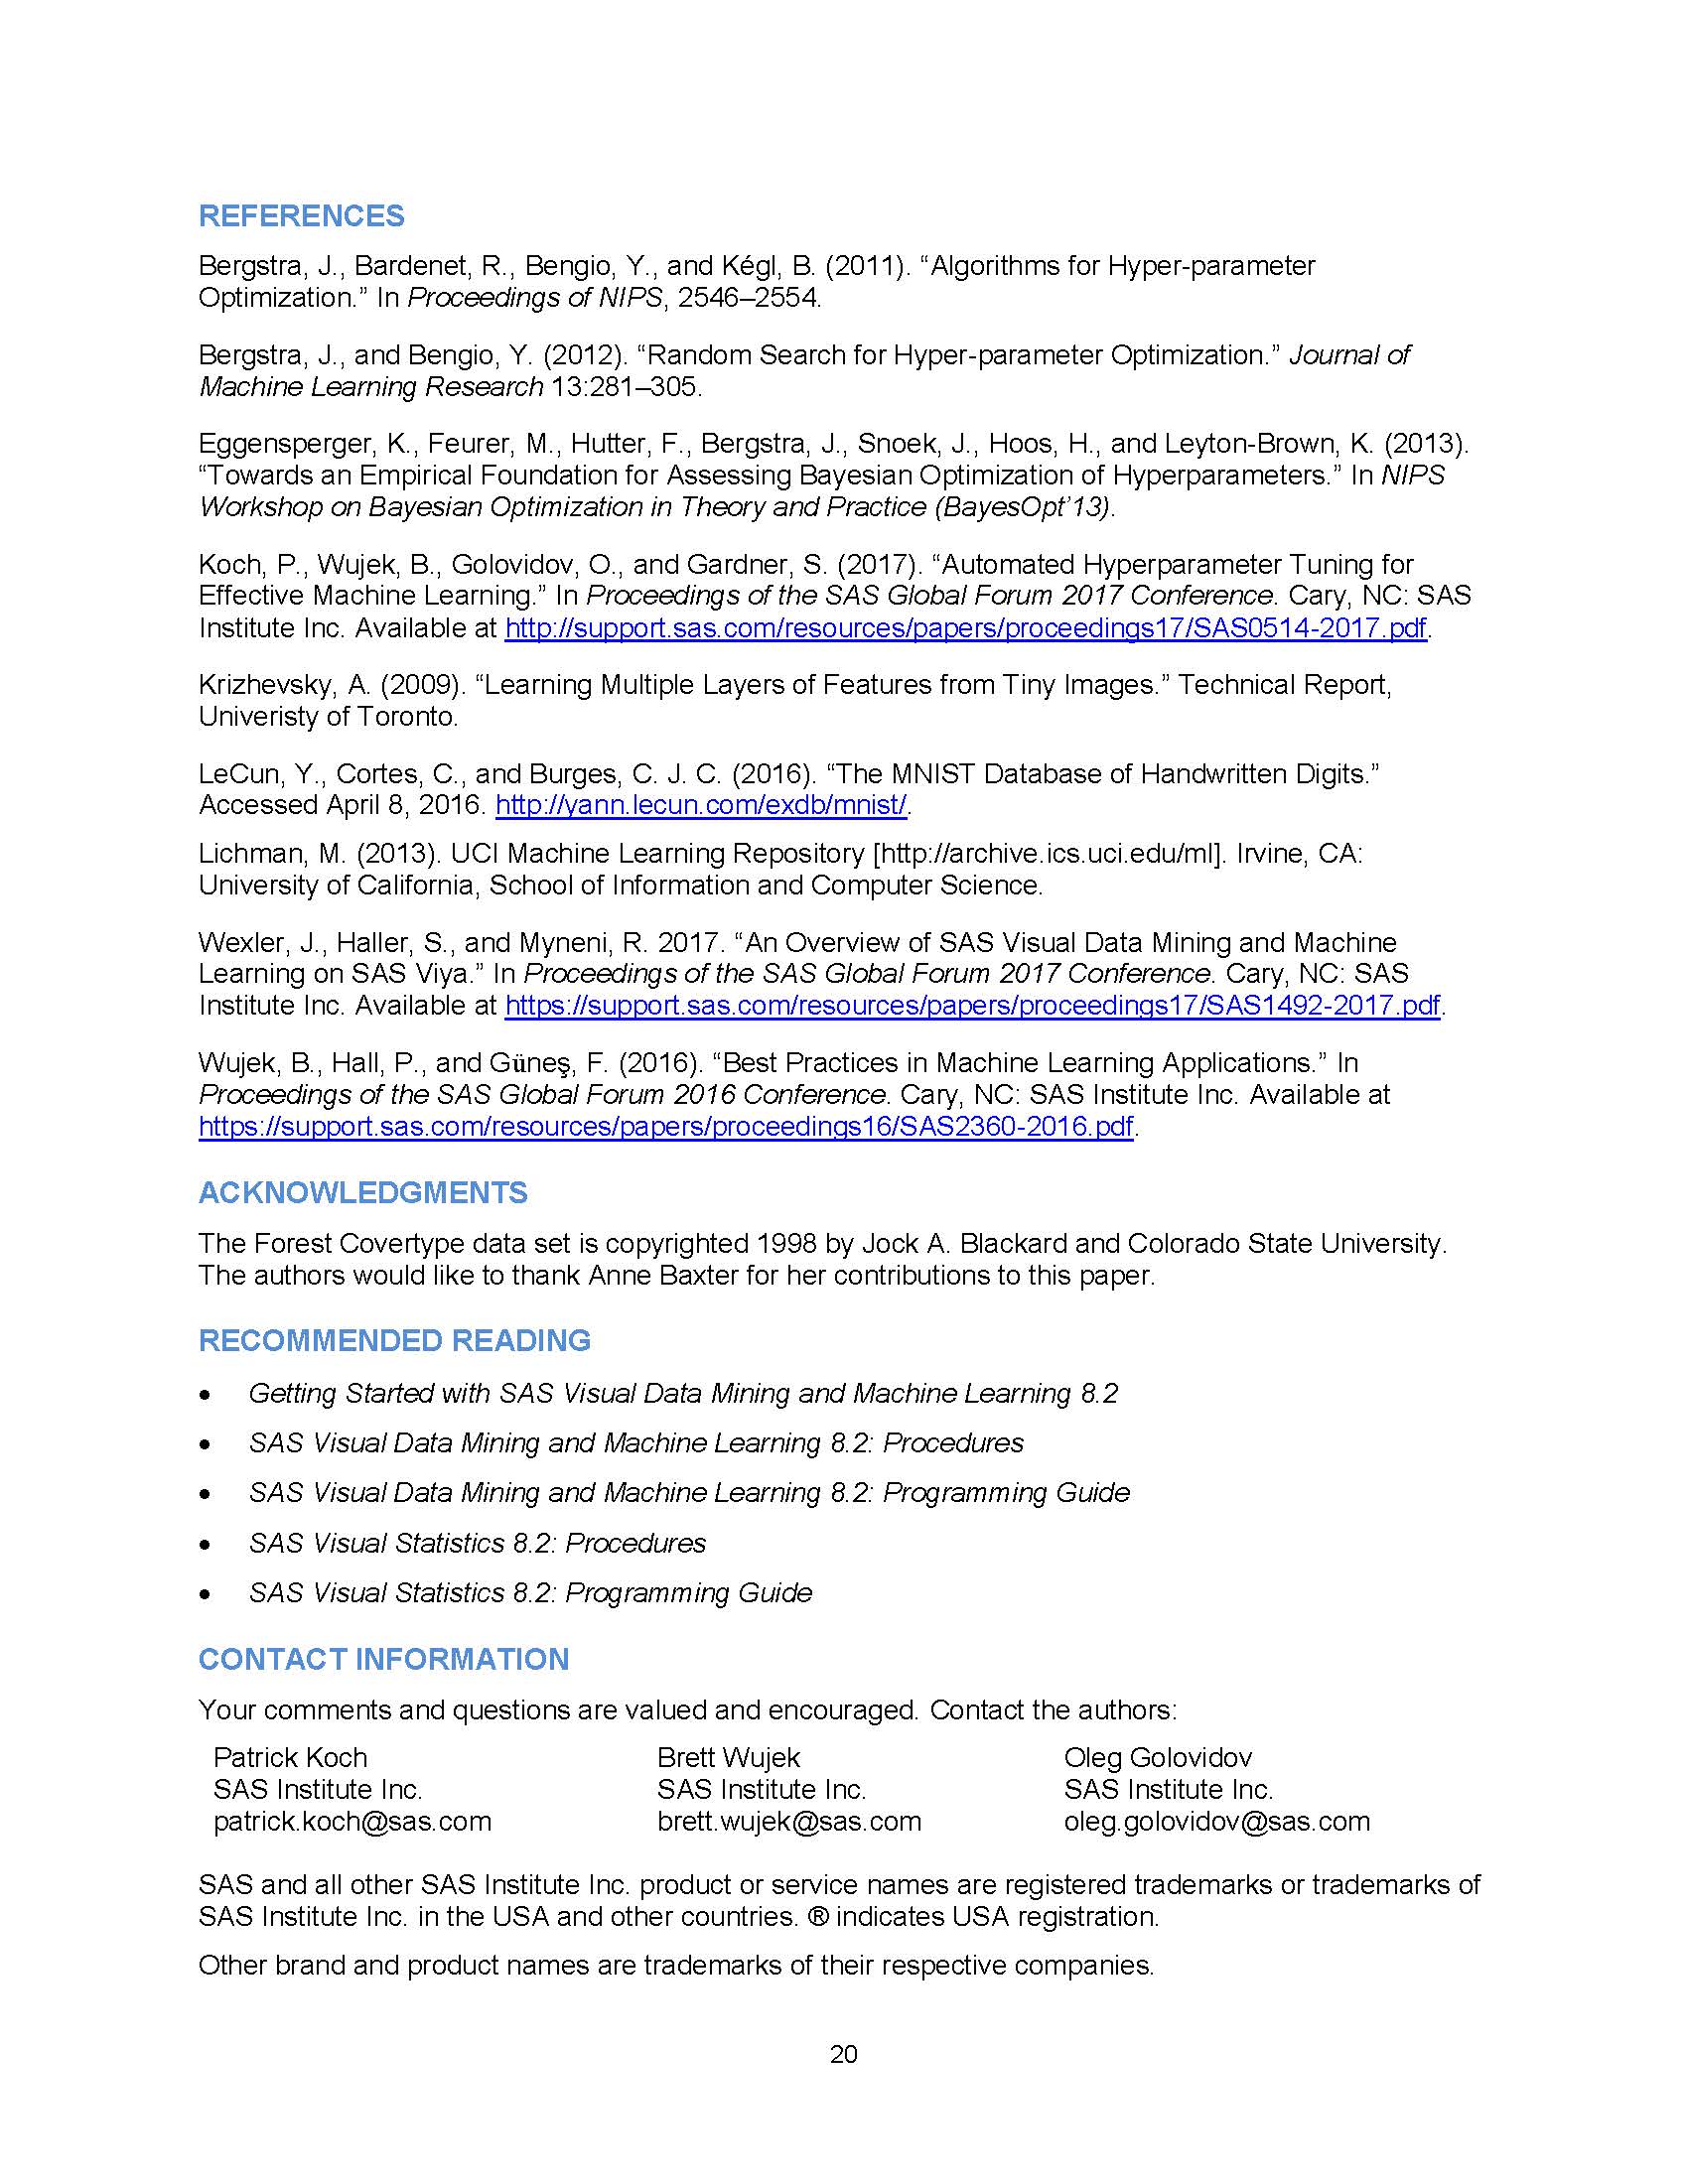 REFERENCES
Bergstra, J., Bardenet, R., Bengio, Y., and Kégl, B. (2011). “Algorithms for Hyper-parameter
Optimization.” In Proceedings of NIPS, 2546–2554.
Bergstra, J., and Bengio, Y. (2012). “Random Search for Hyper-parameter Optimization.” Journal of
Machine Learning Research 13:281–305.
Eggensperger, K., Feurer, M., Hutter, F., Bergstra, J., Snoek, J., Hoos, H., and Leyton-Brown, K. (2013).
“Towards an Empirical Foundation for Assessing Bayesian Optimization of Hyperparameters.” In NIPS
Workshop on Bayesian Optimization in Theory and Practice (BayesOpt’13).
Koch, P., Wujek, B., Golovidov, O., and Gardner, S. (2017). “Automated Hyperparameter Tuning for
Effective Machine Learning.” In Proceedings of the SAS Global Forum 2017 Conference. Cary, NC: SAS
Institute Inc. Available at http://support.sas.com/resources/papers/proceedings17/SAS0514-2017.pdf.
Krizhevsky, A. (2009). “Learning Multiple Layers of Features from Tiny Images.” Technical Report,
Univeristy of Toronto.
LeCun, Y., Cortes, C., and Burges, C. J. C. (2016). “The MNIST Database of Handwritten Digits.”
Accessed April 8, 2016. http://yann.lecun.com/exdb/mnist/.
Lichman, M. (2013). UCI Machine Learning Repository [http://archive.ics.uci.edu/ml]. Irvine, CA:
University of California, School of Information and Computer Science.
Wexler, J., Haller, S., and Myneni, R. 2017. “An Overview of SAS Visual Data Mining and Machine
Learning on SAS Viya.” In Proceedings of the SAS Global Forum 2017 Conference. Cary, NC: SAS
Institute Inc. Available at https://support.sas.com/resources/papers/proceedings17/SAS1492-2017.pdf.
Wujek, B., Hall, P., and Güneş, F. (2016). “Best Practices in Machine Learning Applications.” In
Proceedings of the SAS Global Forum 2016 Conference. Cary, NC: SAS Institute Inc. Available at
https://support.sas.com/resources/papers/proceedings16/SAS2360-2016.pdf.
ACKNOWLEDGMENTS
The Forest Covertype data set is copyrighted 1998 by Jock A. Blackard and Colorado State University.
The authors would like to thank Anne Baxter for her contributions to this paper.
RECOMMENDED READING
• Getting Started with SAS Visual Data Mining and Machine Learning 8.2
• SAS Visual Data Mining and Machine Learning 8.2: Procedures
• SAS Visual Data Mining and Machine Learning 8.2: Programming Guide
• SAS Visual Statistics 8.2: Procedures
• SAS Visual Statistics 8.2: Programming Guide
CONTACT INFORMATION
Your comments and questions are valued and encouraged. Contact the authors:
Patrick Koch
SAS Institute Inc.
patrick.koch@sas.com
Brett Wujek
SAS Institute Inc.
brett.wujek@sas.com
Oleg Golovidov
SAS Institute Inc.
oleg.golovidov@sas.com
SAS and all other SAS Institute Inc. product or service names are registered trademarks or trademarks of
SAS Institute Inc. in the USA and other countries. ® indicates USA registration.
Other brand and product names are trademarks of their respective companies.
20